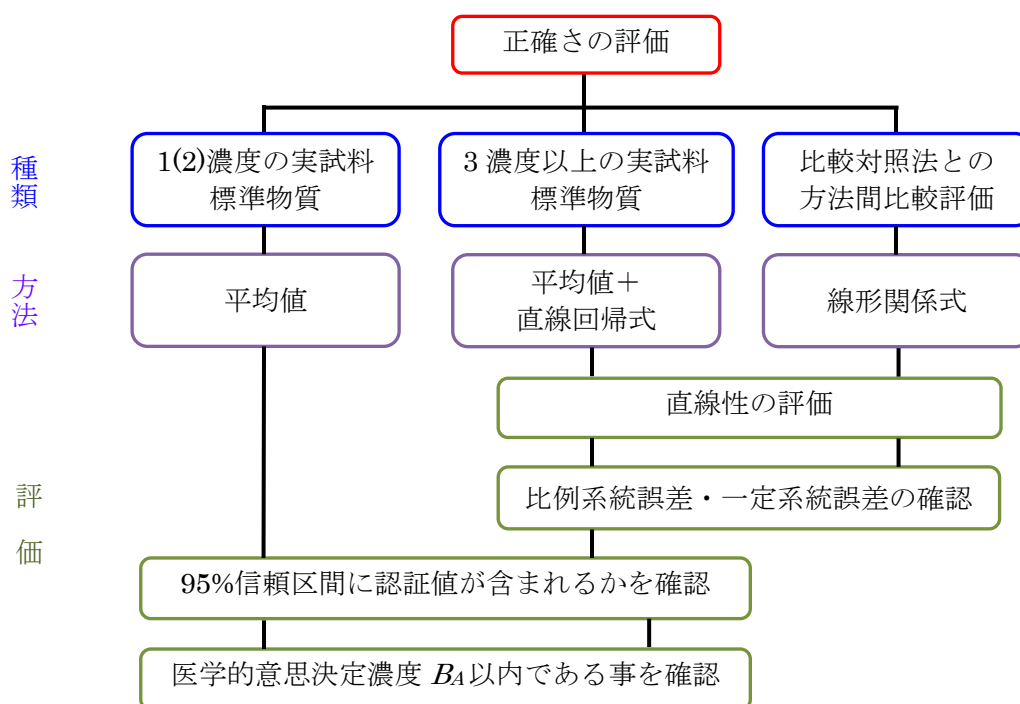 正確さの評価
種類
1(2)濃度の実試料
標準物質
3 濃度以上の実試料
標準物質
比較対照法との
方法間比較評価
方法
平均値
平均値＋
直線回帰式
線形関係式
直線性の評価
評価
比例系統誤差・一定系統誤差の確認
95%信頼区間に認証値が含まれるかを確認
医学的意思決定濃度 BA 以内である事を確認